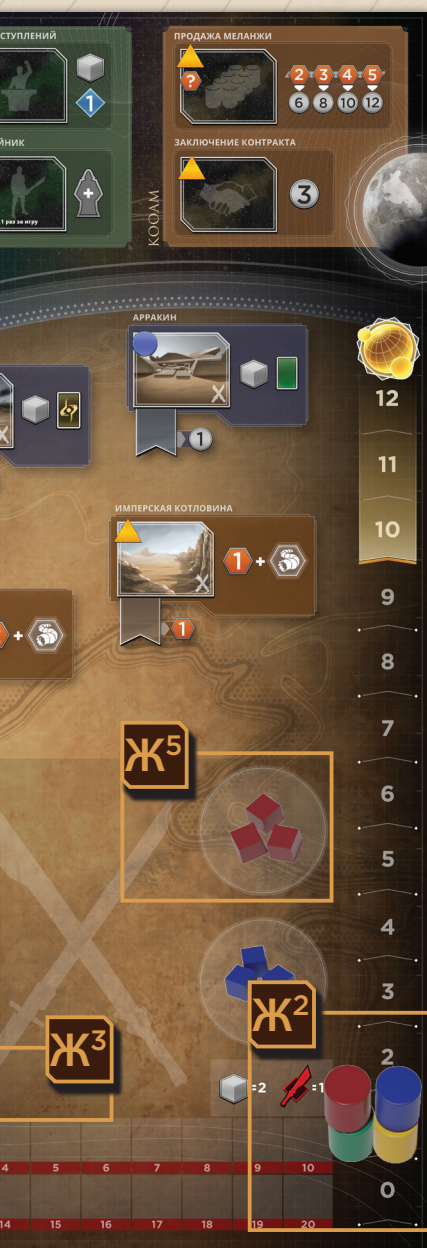 СТУПЛЕНИЙ
1
ЙНИК
+
1 раз за игру
КООАМ
ПРОДАЖА МЕЛАНЖИ
?
2 3 4 5
6 8 10 12
ЗАКЛЮЧЕНИЕ КОНТРАКТА
3
АРРАКИН
X
1
X
ИМПЕРСКАЯ КОТЛОВИНА
X
1 +
1
+
12
11
10
9
8
7
6
5
4
3
2
0
Ж5
Ж2
Ж3
=2 =1
4 5 6 7 8 9 10
14 15 16 17 18 19 20